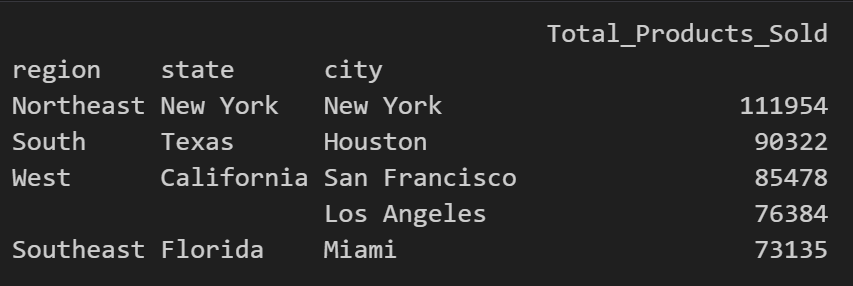 Total_Products_Sold
region state city
Northeast New York New York 111954
South Texas Houston 90322
West California San Francisco 85478
Los Angeles 76384
Southeast Florida Miami 73135